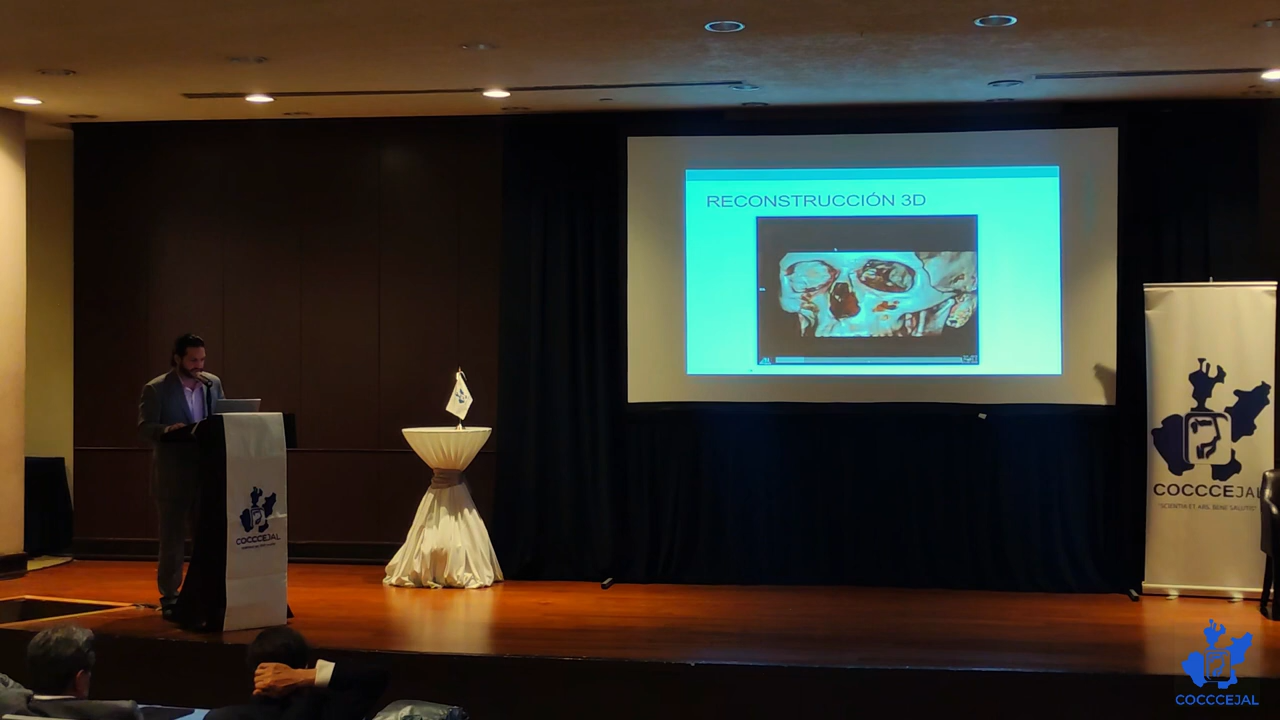 RECONSTRUCCIÓN 3D
COCCCEJAL
COCCCEJAL
"SCIENTIA ET ARS, BENE SALUTIS"
COCCCEJAL